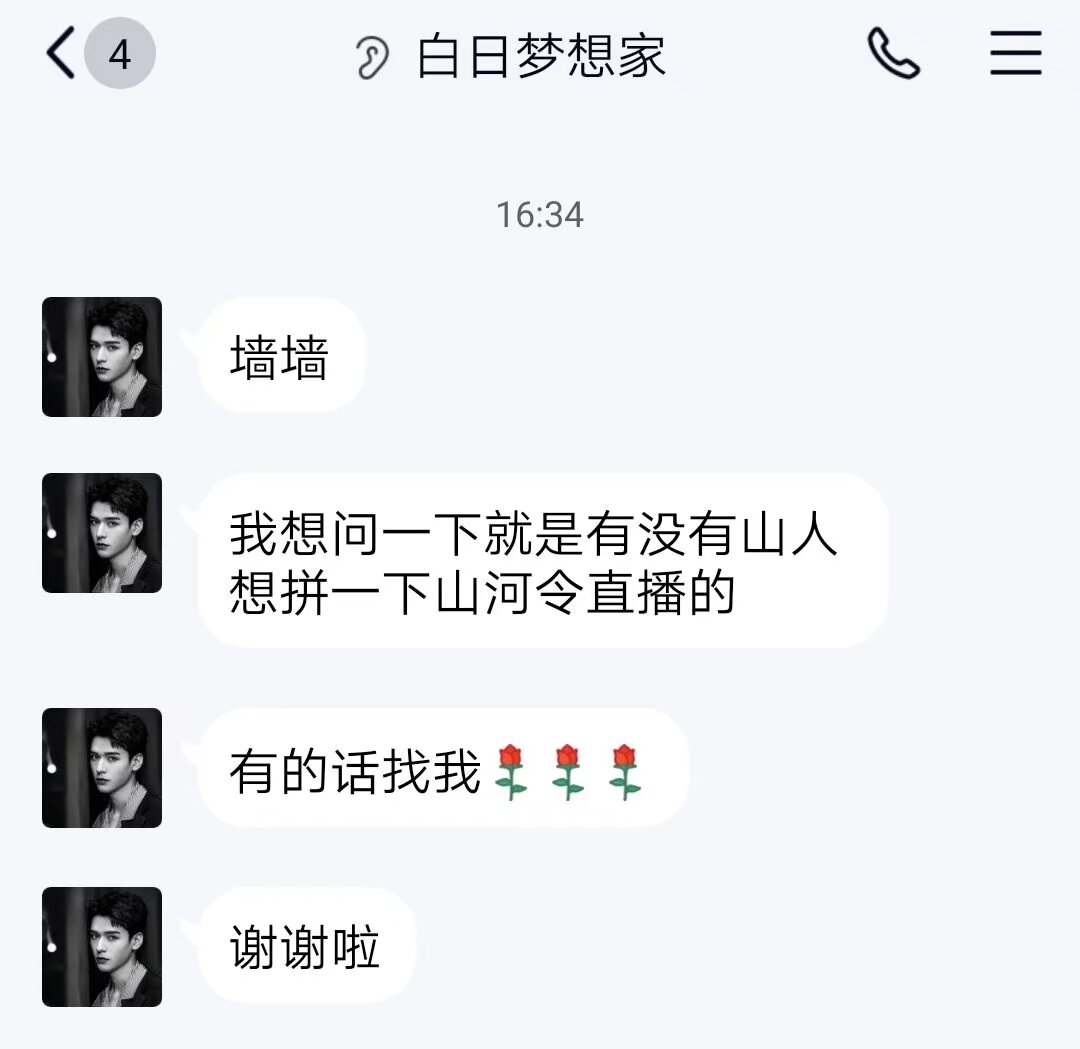 4
白日梦想家
16:34
墙墙
我想问一下就是有没有山人
想拼一下山河令直播的
有的话找我🌹🌹🌹
谢谢啦